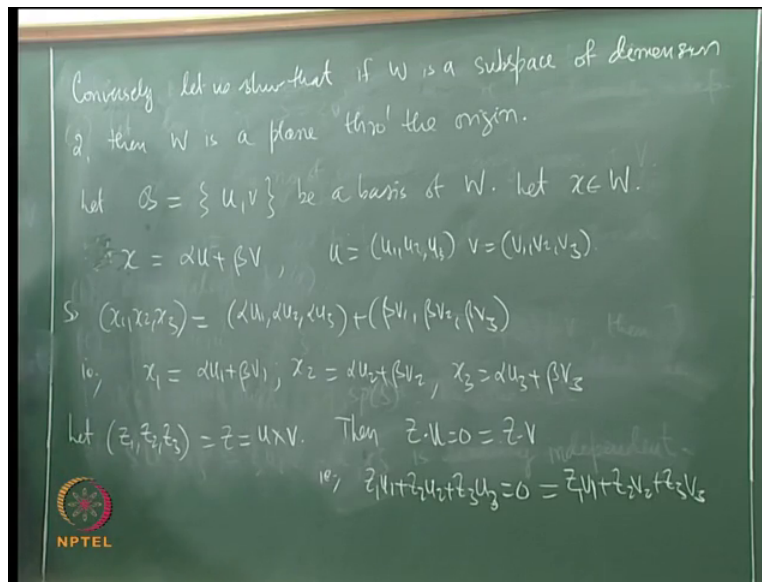 Conversely let us show that if W is a subspace of dimension
2, then W is a plane thro' the origin.
Let B = { u, v } be a basis of W. Let x ∈ W.
x = αu + βv, u = (u1, u2, u3) v = (v1, v2, v3).
So (x1, x2, x3) = (αu1, αu2, αu3) + (βv1, βv2, βv3)
ie; x1 = αu1 + βv1; x2 = αu2 + βv2, x3 = αu3 + βv3
Let (z1, z2, z3) = z = u × v. Then z·u = 0 = z·v
ie; z1u1 + z2u2 + z3u3 = 0 = z1v1 + z2v2 + z3v3
NPTEL